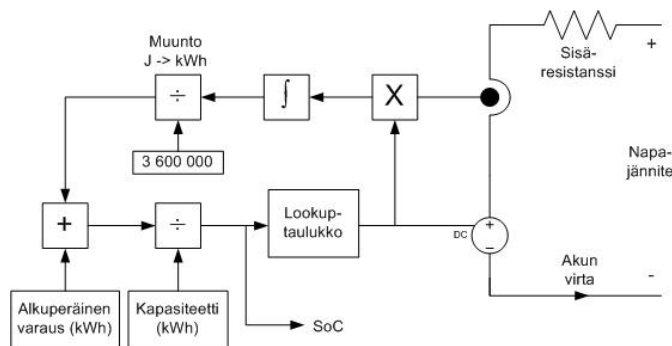 Muunto
J -> kWh
÷
∫
X
3 600 000
Sisä-
resistanssi
+
Napa-
jännite
-
+
÷
Lookup-
taulukko
DC
+
−
Akun
virta
Alkuperäinen
varaus (kWh)
Kapasiteetti
(kWh)
SoC